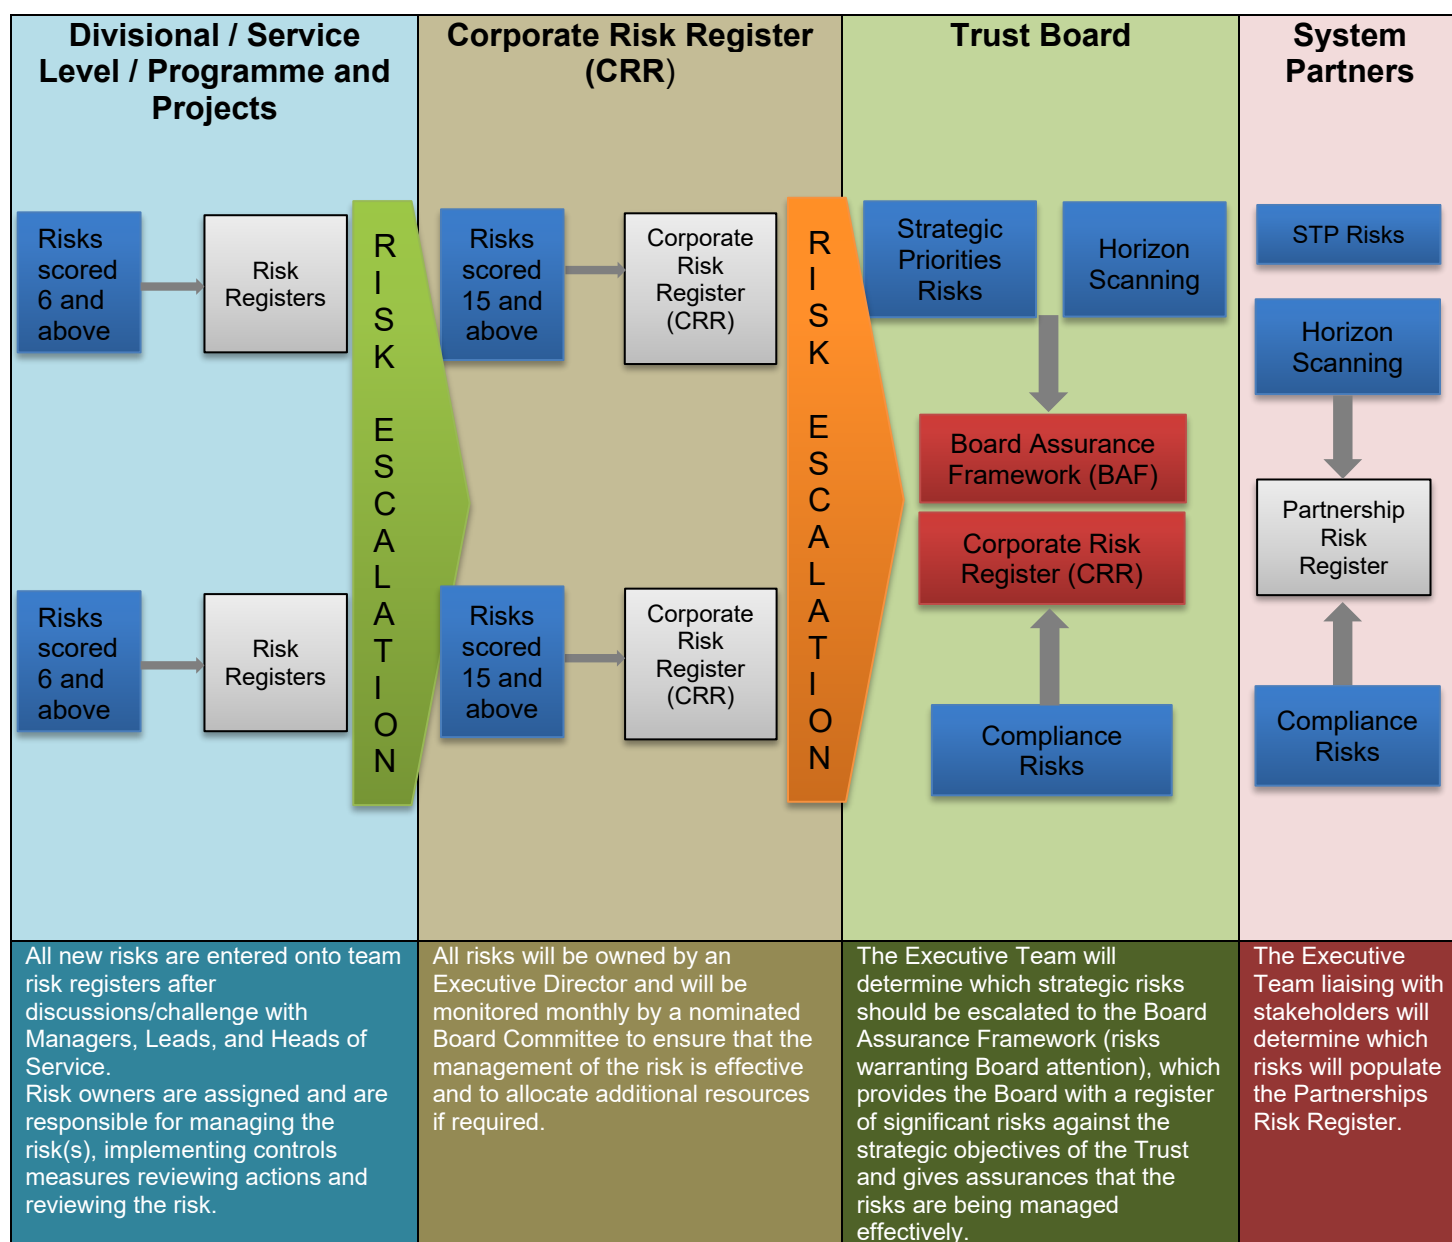 Divisional / Service
Level / Programme and
Projects
Corporate Risk Register
(CRR)
Trust Board
System
Partners
Risks
scored
6 and
above
Risk
Registers
RISK ESCALATION
Risks
scored
15 and
above
Corporate
Risk
Register
(CRR)
RISK ESCALATION
Strategic
Priorities
Risks
Horizon
Scanning
STP Risks
Horizon
Scanning
Board Assurance
Framework (BAF)
Corporate Risk
Register (CRR)
Partnership
Risk
Register
Risks
scored
6 and
above
Risk
Registers
Risks
scored
15 and
above
Corporate
Risk
Register
(CRR)
Compliance
Risks
Compliance
Risks
All new risks are entered onto team
risk registers after
discussions/challenge with
Managers, Leads, and Heads of
Service.
Risk owners are assigned and are
responsible for managing the
risk(s), implementing controls
measures reviewing actions and
reviewing the risk.
All risks will be owned by an
Executive Director and will be
monitored monthly by a nominated
Board Committee to ensure that the
management of the risk is effective
and to allocate additional resources
if required.
The Executive Team will
determine which strategic risks
should be escalated to the Board
Assurance Framework (risks
warranting Board attention), which
provides the Board with a register
of significant risks against the
strategic objectives of the Trust
and gives assurances that the
risks are being managed
effectively.
The Executive
Team liaising with
stakeholders will
determine which
risks will populate
the Partnerships
Risk Register.